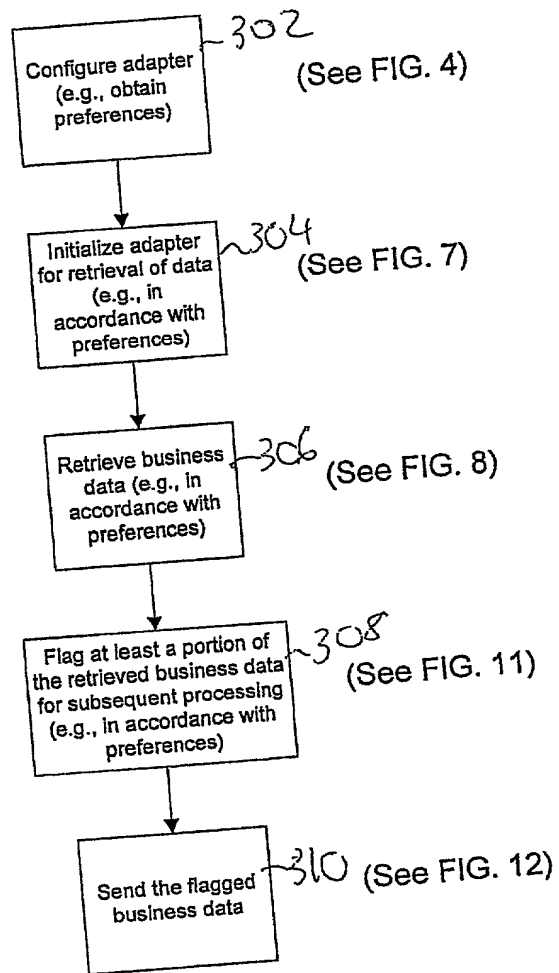 Configure adapter
(e.g., obtain
preferences)
302
(See FIG. 4)
Initialize adapter
for retrieval of data
(e.g., in
accordance with
preferences)
304
(See FIG. 7)
Retrieve business
data (e.g., in
accordance with
preferences)
306
(See FIG. 8)
Flag at least a portion of
the retrieved business data
for subsequent processing
(e.g., in accordance with
preferences)
308
(See FIG. 11)
Send the flagged
business data
310
(See FIG. 12)